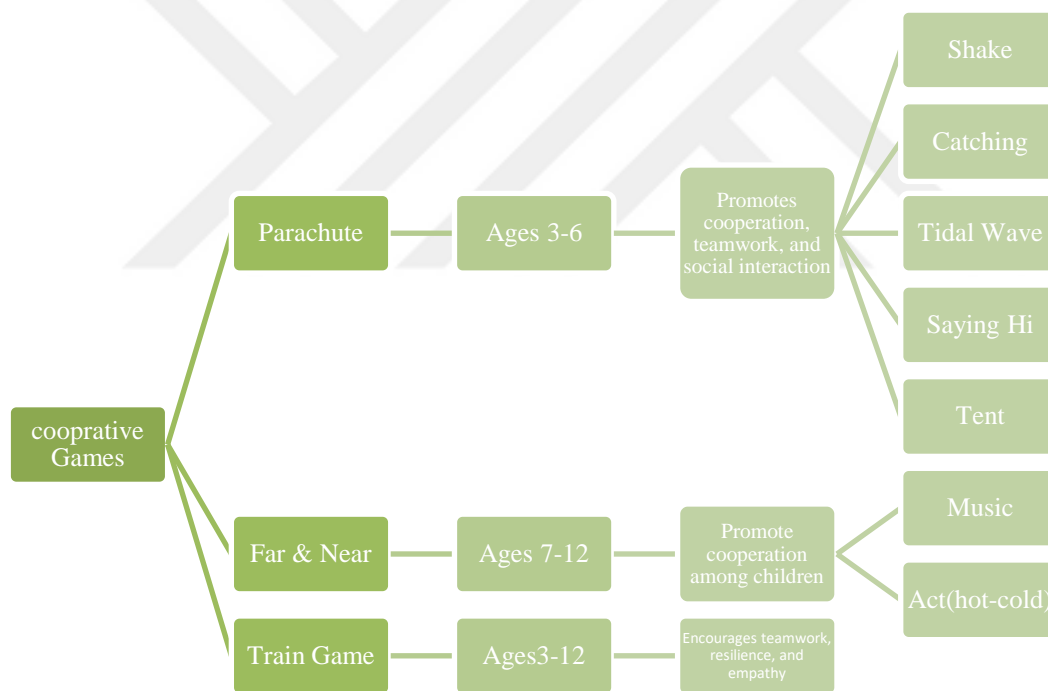 cooprative
Games
Parachute
Ages 3-6
Promotes
cooperation,
teamwork, and
social interaction
Shake
Catching
Tidal Wave
Saying Hi
Tent
Far & Near
Ages 7-12
Promote
cooperation
among children
Music
Act(hot-cold)
Train Game
Ages3-12
Encourages teamwork,
resilience, and
empathy